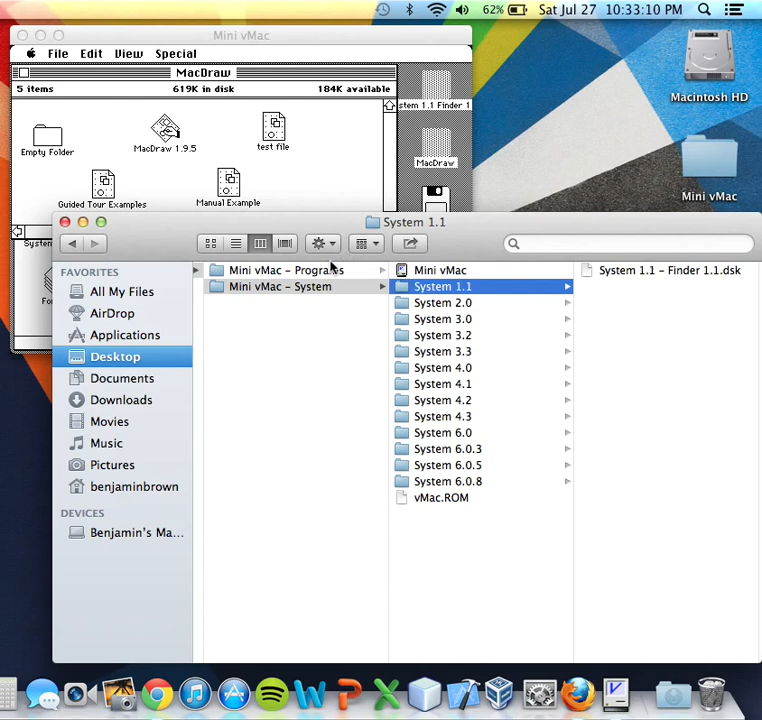 62%
Sat Jul 27 10:33:10 PM
Mini vMac
File Edit View Special
MacDraw
5 items 619K in disk 184K available
Empty Folder
MacDraw 1.9.5
test file
Guided Tour Examples
Manual Example
stem 1.1 Finder 1
MacDraw
Macintosh HD
Mini vMac
System 1.1
FAVORITES
All My Files
AirDrop
Applications
Desktop
Documents
Downloads
Movies
Music
Pictures
benjaminbrown
DEVICES
Benjamin's Ma...
Mini vMac – Programs
Mini vMac – System
Mini vMac
System 1.1
System 2.0
System 3.0
System 3.2
System 3.3
System 4.0
System 4.1
System 4.2
System 4.3
System 6.0
System 6.0.3
System 6.0.5
System 6.0.8
vMac.ROM
System 1.1 – Finder 1.1.dsk